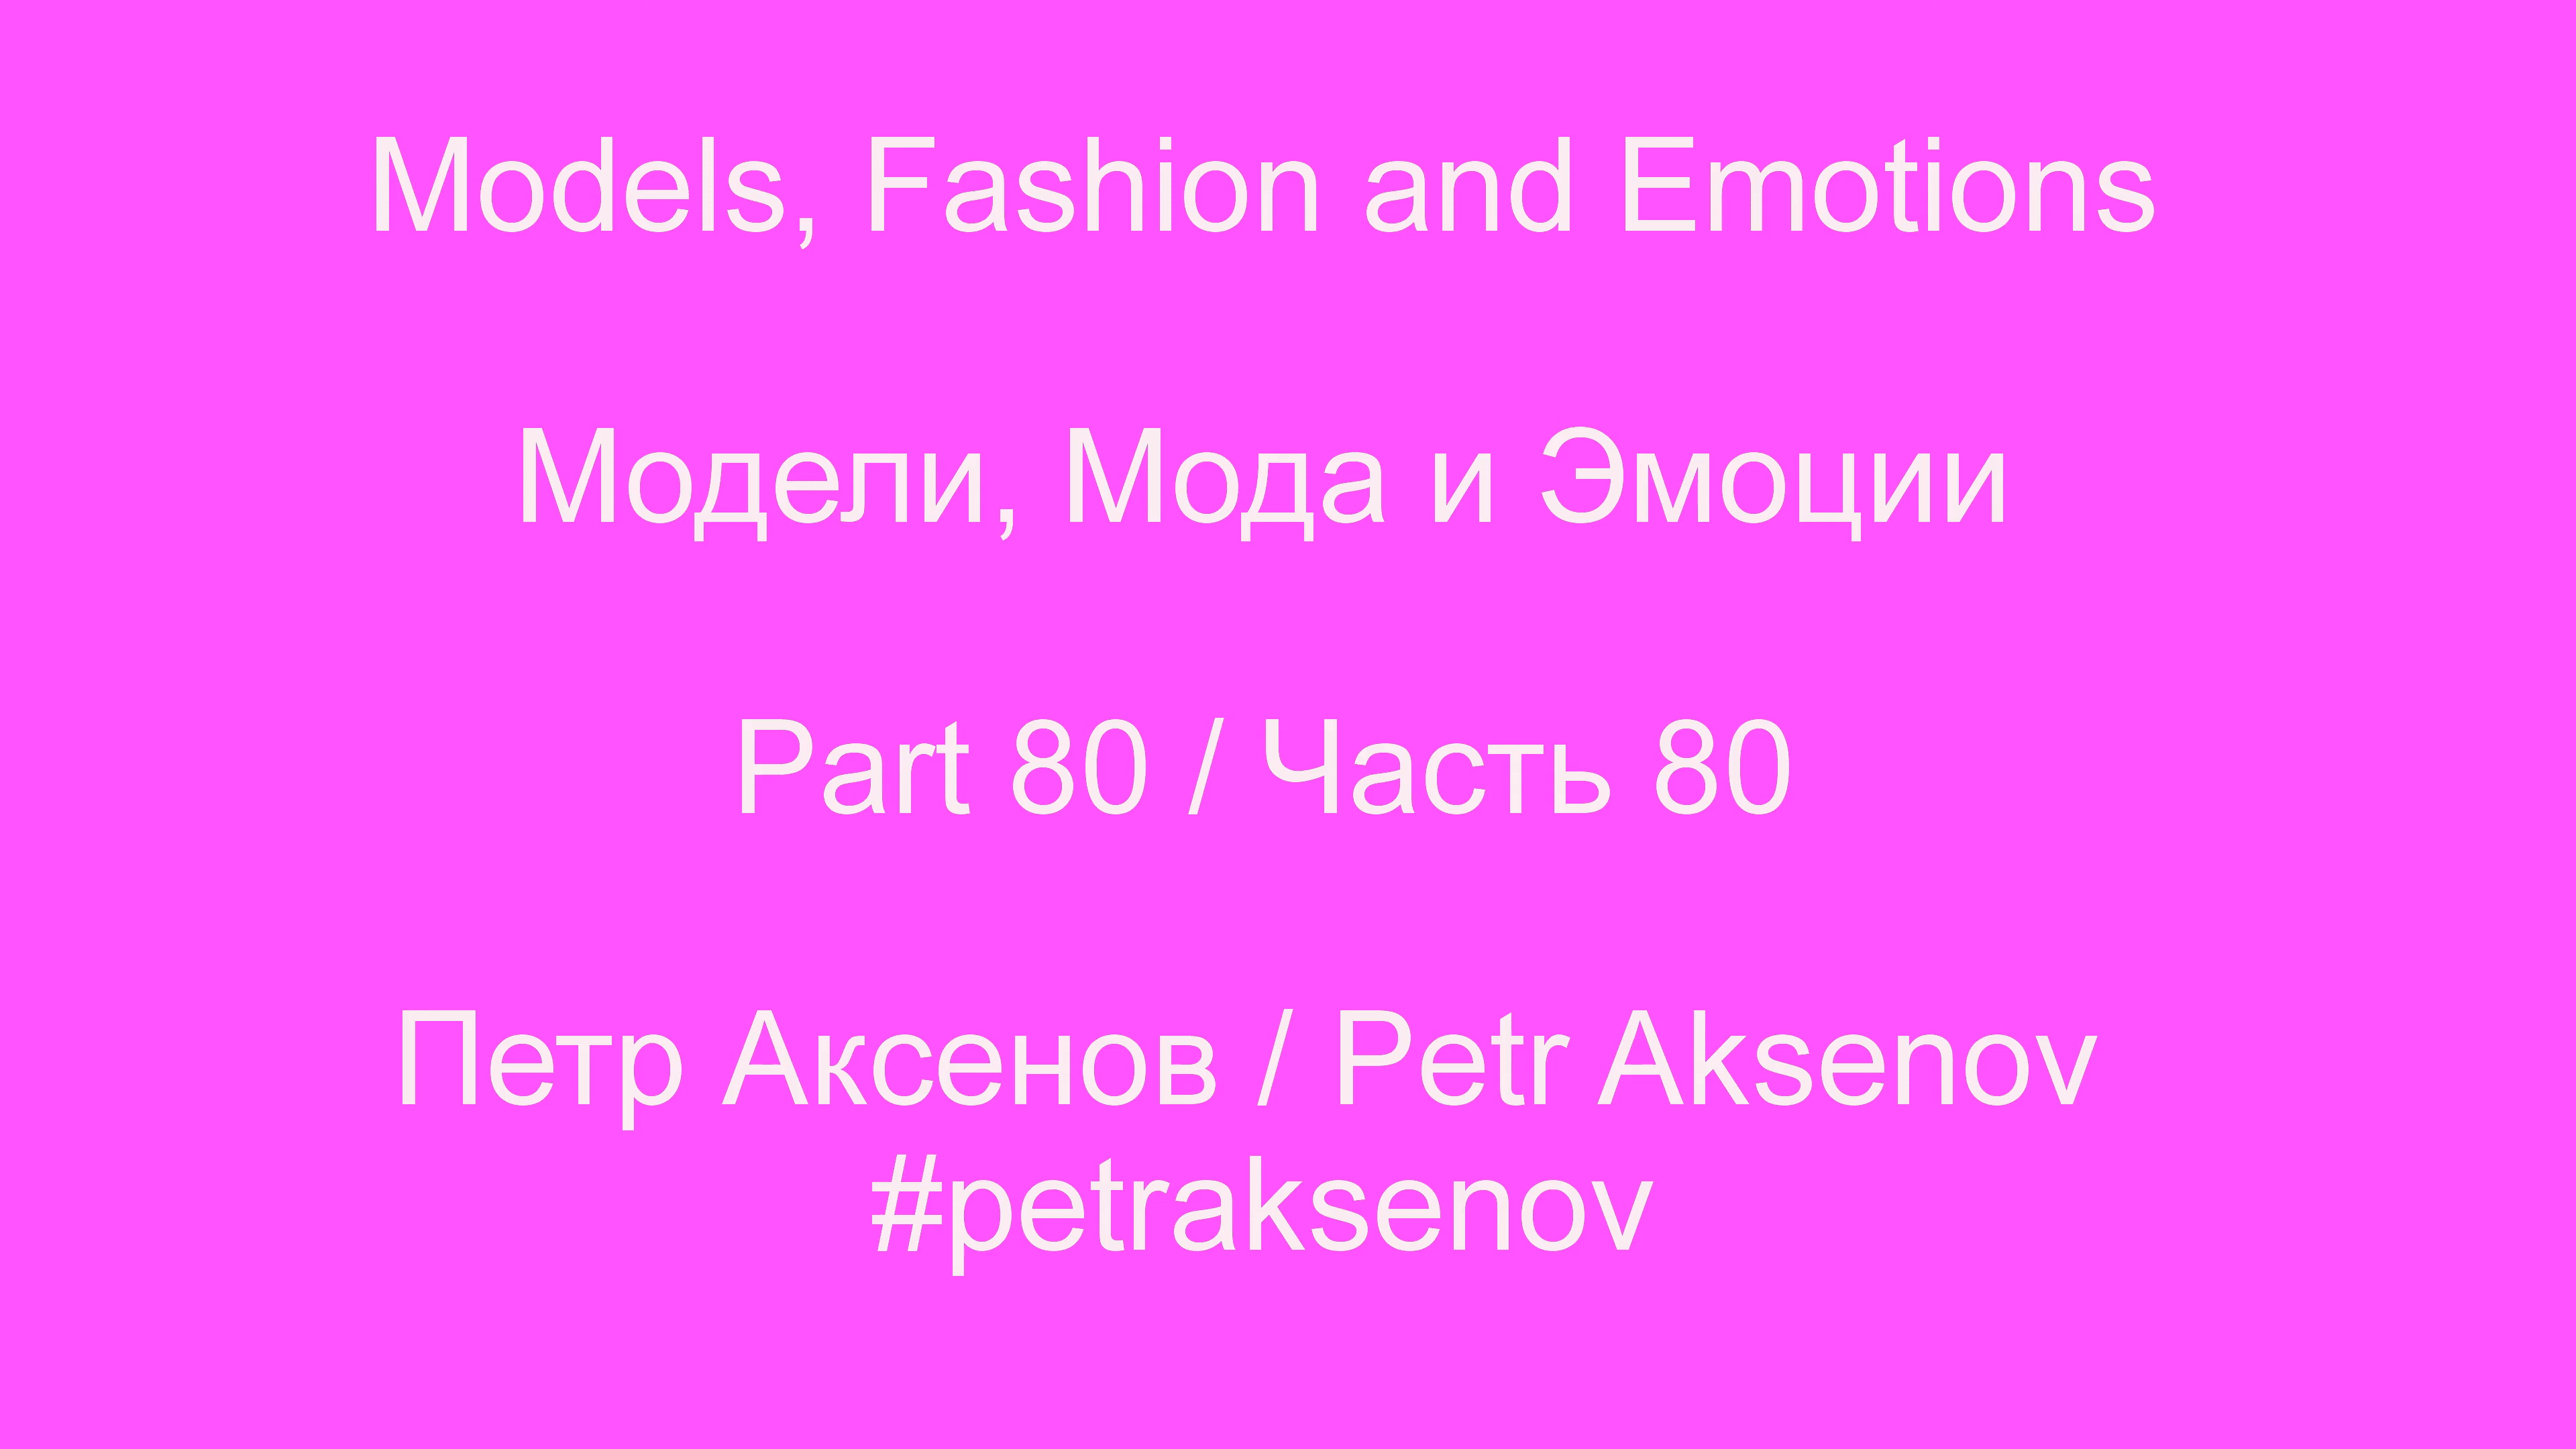 Models, Fashion and Emotions
Модели, Мода и Эмоции
Part 80 / Часть 80
Петр Аксенов / Petr Aksenov
#petraksenov